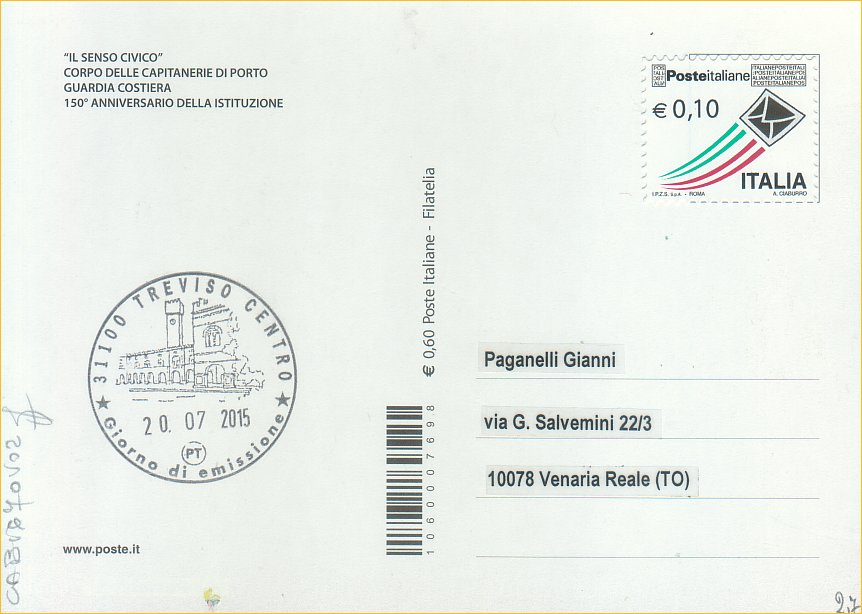 "IL SENSO CIVICO"
CORPO DELLE CAPITANERIE DI PORTO
GUARDIA COSTIERA
150° ANNIVERSARIO DELLA ISTITUZIONE
Posteitaliane
€ 0,10
ITALIA
I.P.Z.S. S.p.A. - ROMA
A. CIABURRO
€ 0,60 Poste Italiane - Filatelia
31100 TREVISO CENTRO
20. 07 2015
PT
Giorno di emissione
1060007698
Paganelli Gianni
via G. Salvemini 22/3
10078 Venaria Reale (TO)
www.poste.it
27